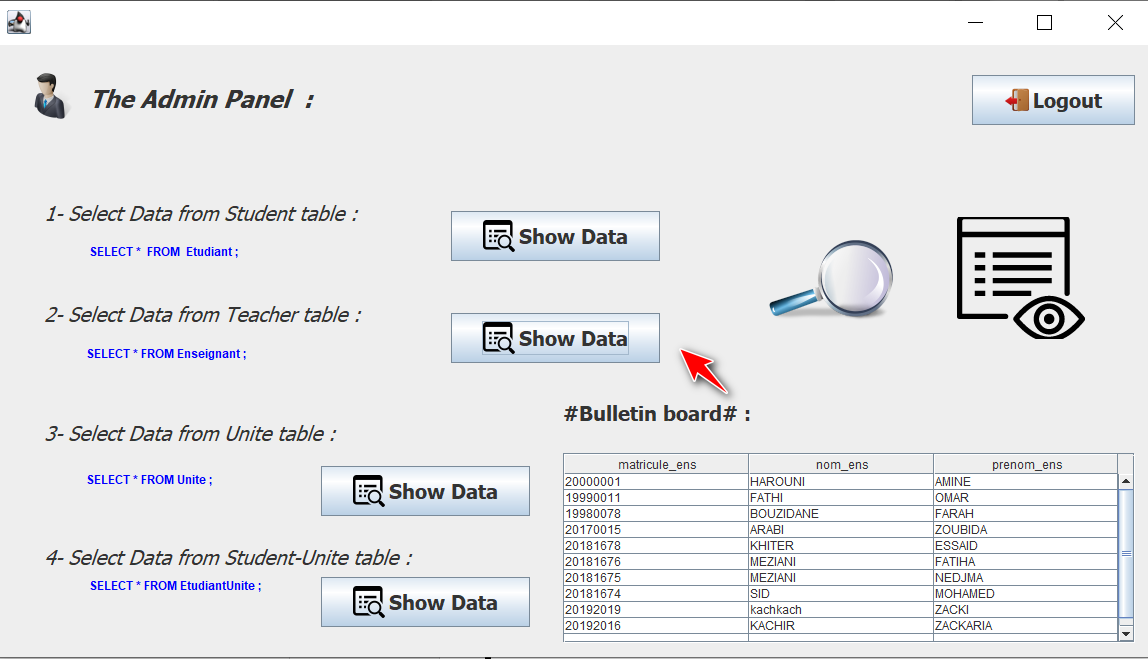 The Admin Panel :
Logout
1- Select Data from Student table :
SELECT * FROM Etudiant ;
Show Data
2- Select Data from Teacher table :
SELECT * FROM Enseignant ;
Show Data
#Bulletin board# :
3- Select Data from Unite table :
SELECT * FROM Unite ;
Show Data
4- Select Data from Student-Unite table :
SELECT * FROM EtudiantUnite ;
Show Data
matricule_ens nom_ens prenom_ens
20000001 HAROUNI AMINE
19990011 FATHI OMAR
19980078 BOUZIDANE FARAH
20170015 ARABI ZOUBIDA
20181678 KHITER ESSAID
20181676 MEZIANI FATIHA
20181675 MEZIANI NEDJMA
20181674 SID MOHAMED
20192019 kachkach ZACKI
20192016 KACHIR ZACKARIA